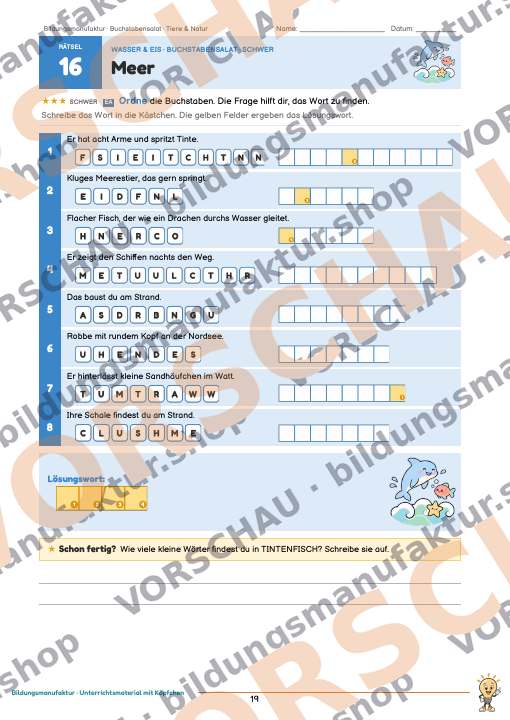 Bildungsmanufaktur · Buchstabensalat · Tiere & Natur Name: Datum:
RÄTSEL
16
WASSER & EIS · BUCHSTABENSALAT, SCHWER
Meer
★★★ SCHWER EA Ordne die Buchstaben. Die Frage hilft dir, das Wort zu finden.
Schreibe das Wort in die Kästchen. Die gelben Felder ergeben das Lösungswort.
1 Er hat acht Arme und spritzt Tinte.
F S I E I T C H T N N
2 Kluges Meerestier, das gern springt.
E I D F N L
3 Flacher Fisch, der wie ein Drachen durchs Wasser gleitet.
H N E R C O
4 Er zeigt den Schiffen nachts den Weg.
M E T U U L C T H R
5 Das baust du am Strand.
A S D R B N G U
6 Robbe mit rundem Kopf an der Nordsee.
U H E N D E S
7 Er hinterlässt kleine Sandhäufchen im Watt.
T U M T R A W W
8 Ihre Schale findest du am Strand.
C L U S H M E
Lösungswort:
★ Schon fertig? Wie viele kleine Wörter findest du in TINTENFISCH? Schreibe sie auf.
Bildungsmanufaktur · Unterrichtsmaterial mit Köpfchen
19
VORSCHAU · bildungsmanufaktur.shop